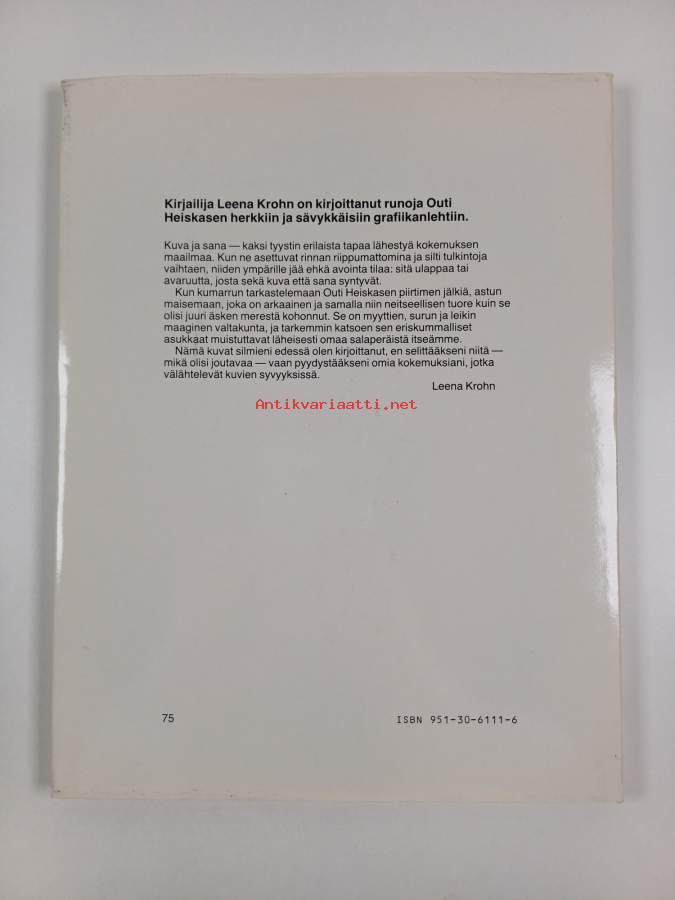 Kirjailija Leena Krohn on kirjoittanut runoja Outi
Heiskasen herkkiin ja sävykkäisiin grafiikanlehtiin.
Kuva ja sana — kaksi tyystin erilaista tapaa lähestyä kokemuksen
maailmaa. Kun ne asettuvat rinnan riippumattomina ja silti tulkintoja
vaihtaen, niiden ympärille jää ehkä avointa tilaa: sitä ulappaa tai
avaruutta, josta sekä kuva että sana syntyvät.
Kun kumarrun tarkastelemaan Outi Heiskasen piirtimen jälkiä, astun
maisemaan, joka on arkaainen ja samalla niin neitseellisen tuore kuin se
olisi juuri äsken merestä kohonnut. Se on myyttien, surun ja leikin
maaginen valtakunta, ja tarkemmin katsoen sen eriskummalliset
asukkaat muistuttavat läheisesti omaa salaperäistä itseämme.
Nämä kuvat silmieni edessä olen kirjoittanut, en selittääkseni niitä —
mikä olisi joutavaa — vaan pyydystääkseni omia kokemuksiani, jotka
välähtelevät kuvien syvyyksissä.
Leena Krohn
Antikvariaatti.net
75
ISBN 951-30-6111-6